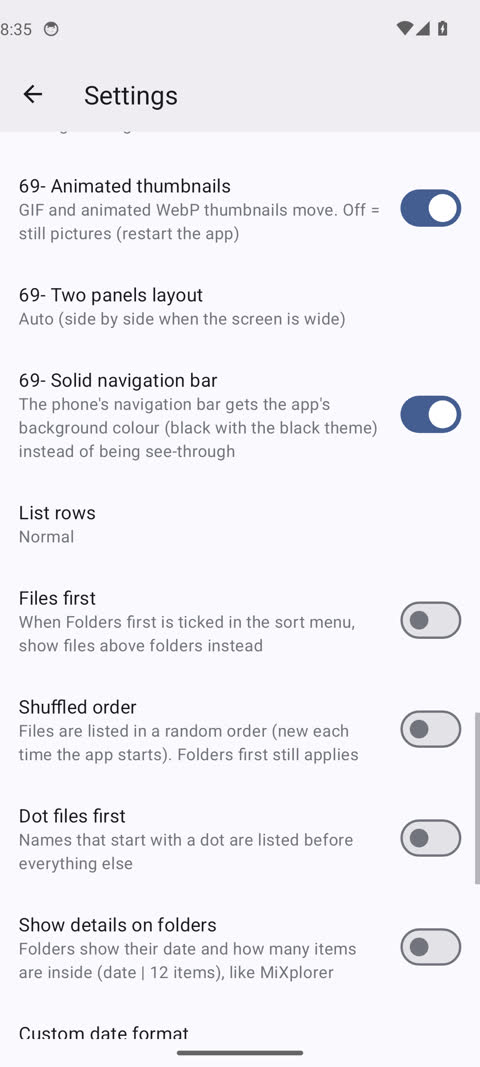 8:35
Settings
69- Animated thumbnails
GIF and animated WebP thumbnails move. Off =
still pictures (restart the app)
69- Two panels layout
Auto (side by side when the screen is wide)
69- Solid navigation bar
The phone's navigation bar gets the app's
background colour (black with the black theme)
instead of being see-through
List rows
Normal
Files first
When Folders first is ticked in the sort menu,
show files above folders instead
Shuffled order
Files are listed in a random order (new each
time the app starts). Folders first still applies
Dot files first
Names that start with a dot are listed before
everything else
Show details on folders
Folders show their date and how many items
are inside (date | 12 items), like MiXplorer
Custom date format